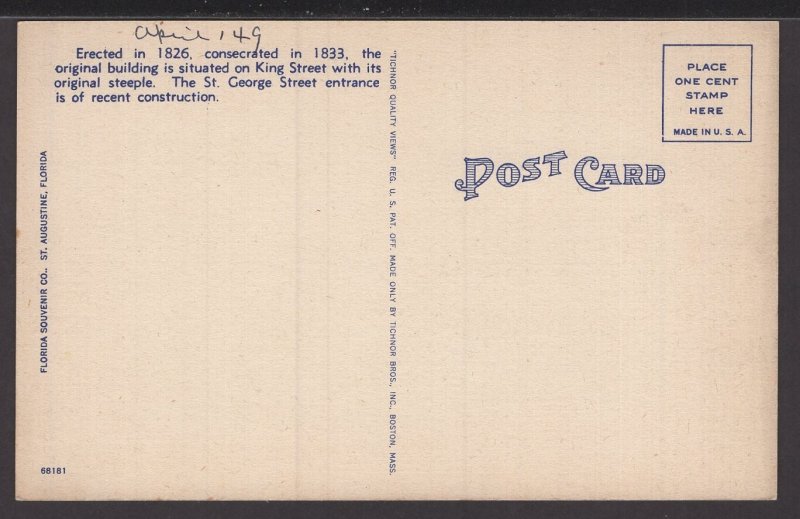 April '49
Erected in 1826, consecrated in 1833, the
original building is situated on King Street with its
original steeple. The St. George Street entrance
is of recent construction.
FLORIDA SOUVENIR CO., ST. AUGUSTINE, FLORIDA
68181
"TICHNOR QUALITY VIEWS" REG. U. S. PAT. OFF. MADE ONLY BY TICHNOR BROS., INC., BOSTON, MASS.
POST CARD
PLACE
ONE CENT
STAMP
HERE
MADE IN U. S. A.